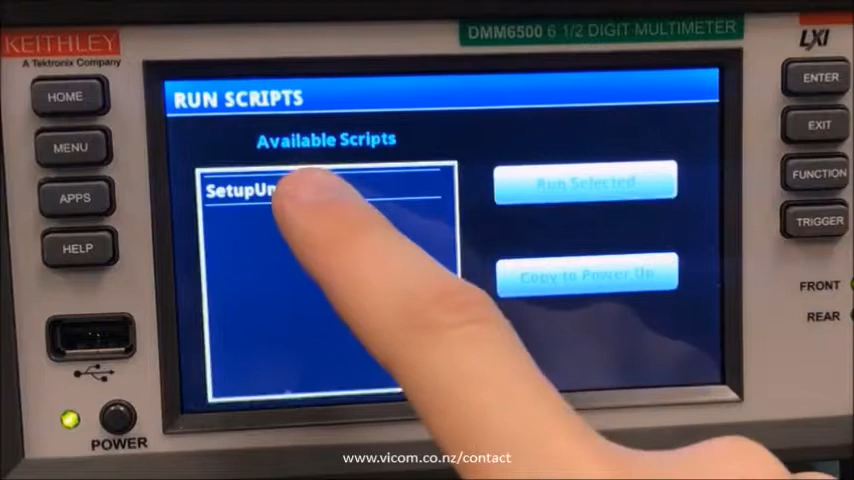 KEITHLEY
A Tektronix Company
DMM6500 6 1/2 DIGIT MULTIMETER
LXI
HOME
MENU
APPS
HELP
POWER
RUN SCRIPTS
Available Scripts
Run Selected
Copy to Power Up
ENTER
EXIT
FUNCTION
TRIGGER
FRONT
REAR
www.vicom.co.nz/contact